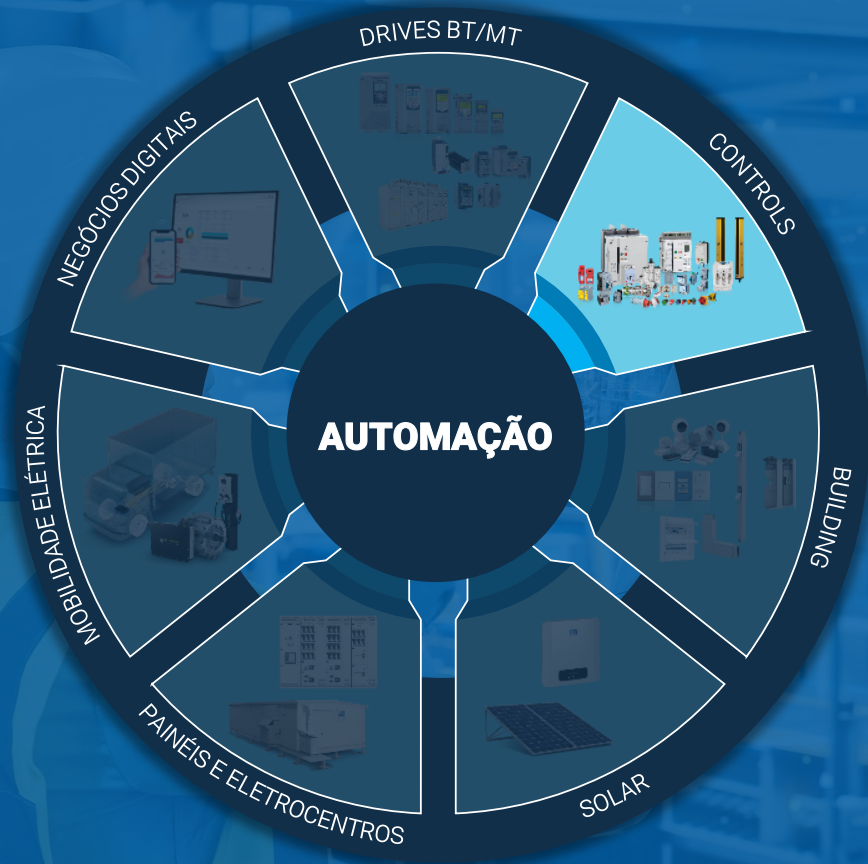 DRIVES BT/MT
CONTROLS
BUILDING
SOLAR
PAINÉIS E ELETROCENTROS
MOBILIDADE ELÉTRICA
NEGÓCIOS DIGITAIS
AUTOMAÇÃO